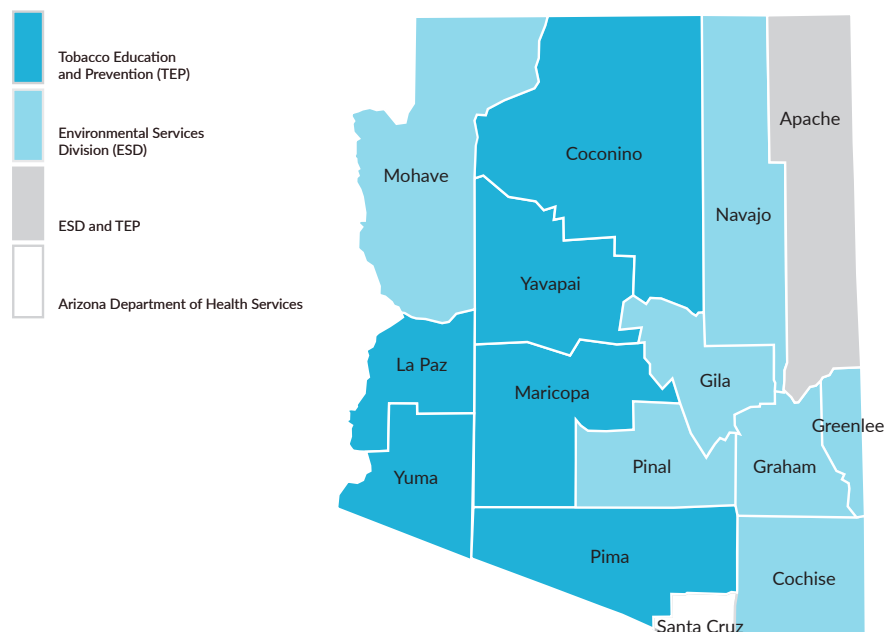 Tobacco Education
and Prevention (TEP)
Environmental Services
Division (ESD)
ESD and TEP
Arizona Department of Health Services
Apache
Coconino
Mohave
Navajo
Yavapai
La Paz
Gila
Maricopa
Greenlee
Pinal
Graham
Yuma
Pima
Cochise
Santa Cruz